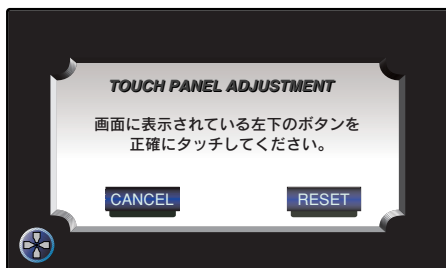 TOUCH PANEL ADJUSTMENT
画面に表示されている左下のボタンを
正確にタッチしてください。
CANCEL
RESET